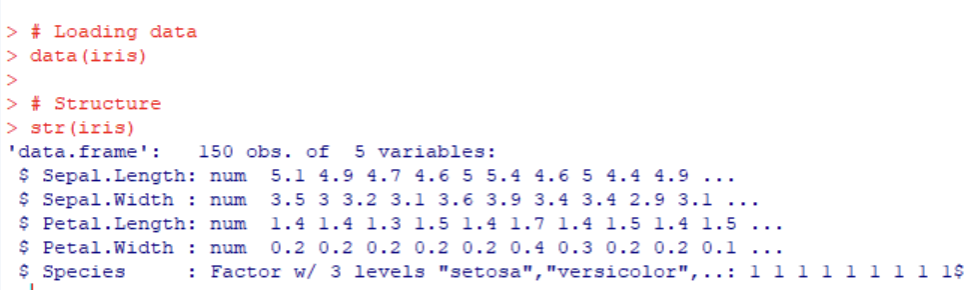 > # Loading data
> data(iris)
>
> # Structure
> str(iris)
'data.frame':   150 obs. of  5 variables:
 $ Sepal.Length: num  5.1 4.9 4.7 4.6 5 5.4 4.6 5 4.4 4.9 ...
 $ Sepal.Width : num  3.5 3 3.2 3.1 3.6 3.9 3.4 3.4 2.9 3.1 ...
 $ Petal.Length: num  1.4 1.4 1.3 1.5 1.4 1.7 1.4 1.5 1.4 1.5 ...
 $ Petal.Width : num  0.2 0.2 0.2 0.2 0.2 0.4 0.3 0.2 0.2 0.1 ...
 $ Species     : Factor w/ 3 levels "setosa","versicolor",..: 1 1 1 1 1 1 1 1 1$